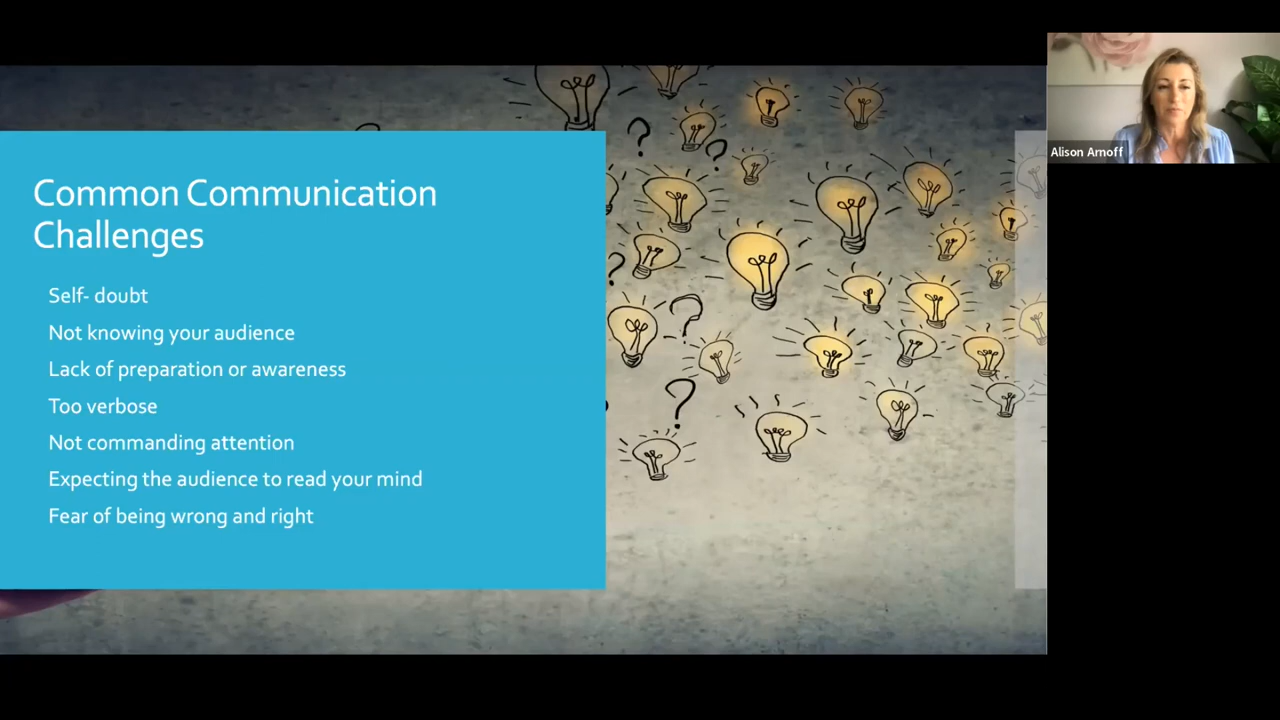 Common Communication
Challenges
Self- doubt
Not knowing your audience
Lack of preparation or awareness
Too verbose
Not commanding attention
Expecting the audience to read your mind
Fear of being wrong and right
Alison Arnoff